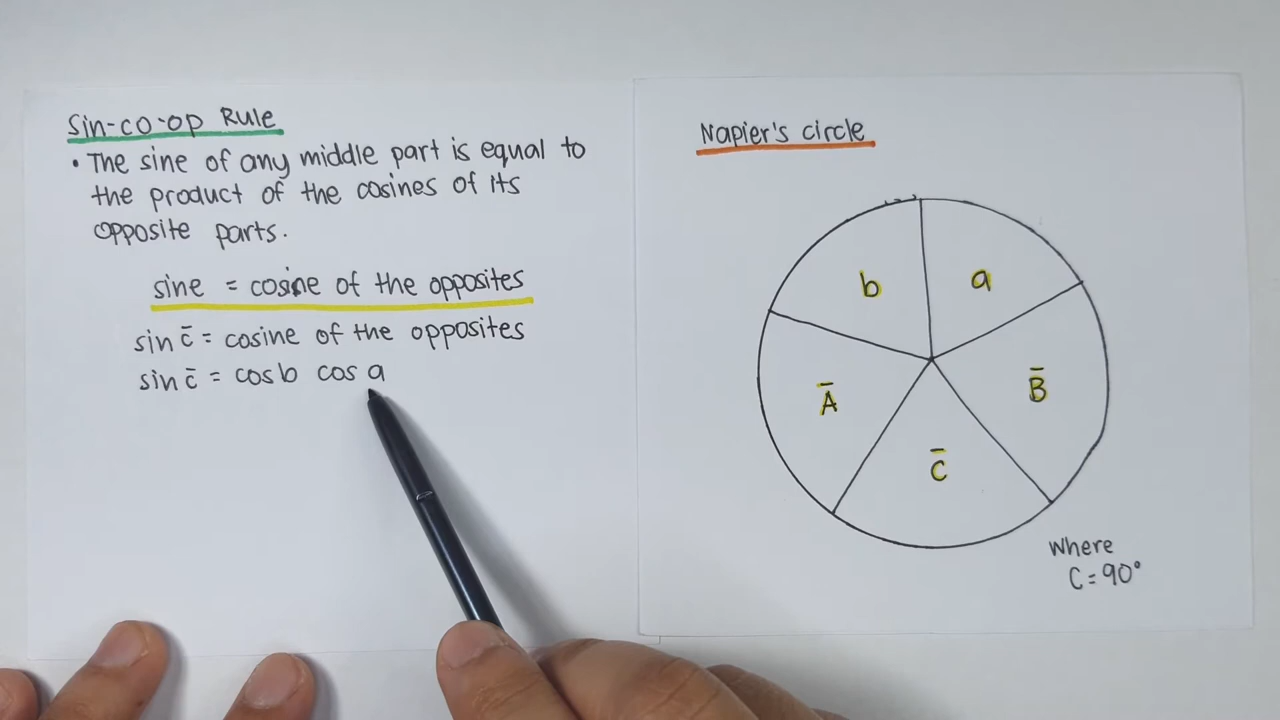 Sin-co-op Rule
• The sine of any middle part is equal to
the product of the cosines of its
opposite parts.
sine = cosine of the opposites
sin c̄ = cosine of the opposites
sin c̄ = cos b cos a
Napier's circle
b
a
Ā
B̄
c̄
Where
C = 90°